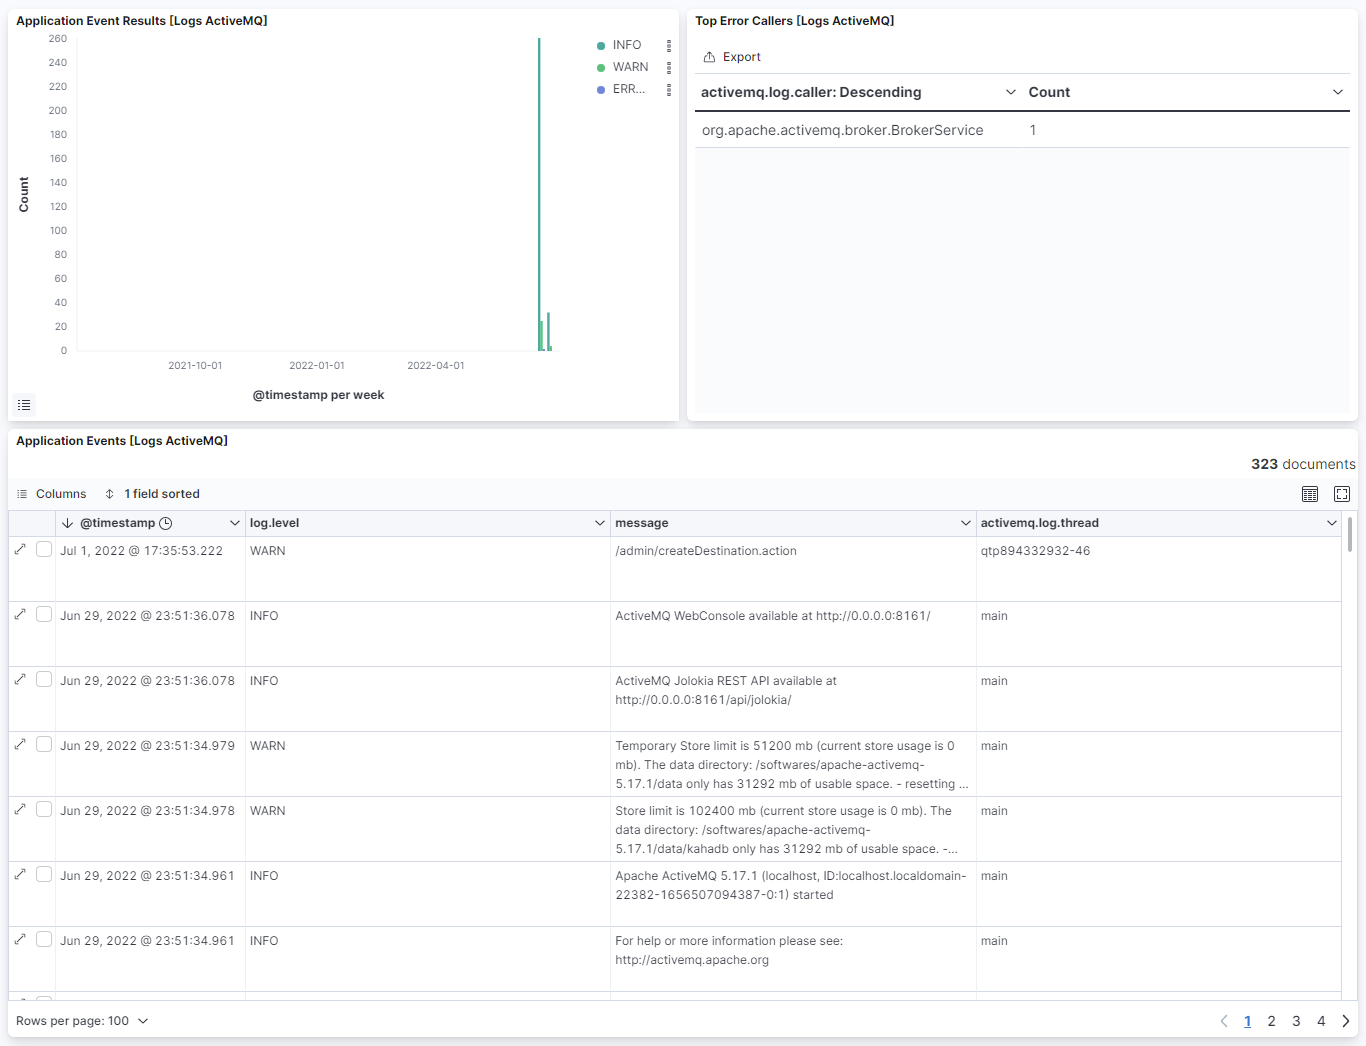 Application Event Results [Logs ActiveMQ]
260
240
220
200
180
160
140
120
100
80
60
40
20
0
Count
2021-10-01
2022-01-01
2022-04-01
@timestamp per week
INFO
WARN
ERR...
Top Error Callers [Logs ActiveMQ]
Export
activemq.log.caller: Descending Count
org.apache.activemq.broker.BrokerService 1
Application Events [Logs ActiveMQ]
323 documents
Columns 1 field sorted
@timestamp log.level message activemq.log.thread
Jul 1, 2022 @ 17:35:53.222 WARN /admin/createDestination.action qtp894332932-46
Jun 29, 2022 @ 23:51:36.078 INFO ActiveMQ WebConsole available at http://0.0.0.0:8161/ main
Jun 29, 2022 @ 23:51:36.078 INFO ActiveMQ Jolokia REST API available at main
http://0.0.0.0:8161/api/jolokia/
Jun 29, 2022 @ 23:51:34.979 WARN Temporary Store limit is 51200 mb (current store usage is 0 main
mb). The data directory: /softwares/apache-activemq-
5.17.1/data only has 31292 mb of usable space. - resetting ...
Jun 29, 2022 @ 23:51:34.978 WARN Store limit is 102400 mb (current store usage is 0 mb). The main
data directory: /softwares/apache-activemq-
5.17.1/data/kahadb only has 31292 mb of usable space. -...
Jun 29, 2022 @ 23:51:34.961 INFO Apache ActiveMQ 5.17.1 (localhost, ID:localhost.localdomain- main
22382-1656507094387-0:1) started
Jun 29, 2022 @ 23:51:34.961 INFO For help or more information please see: main
http://activemq.apache.org
Rows per page: 100
1 2 3 4